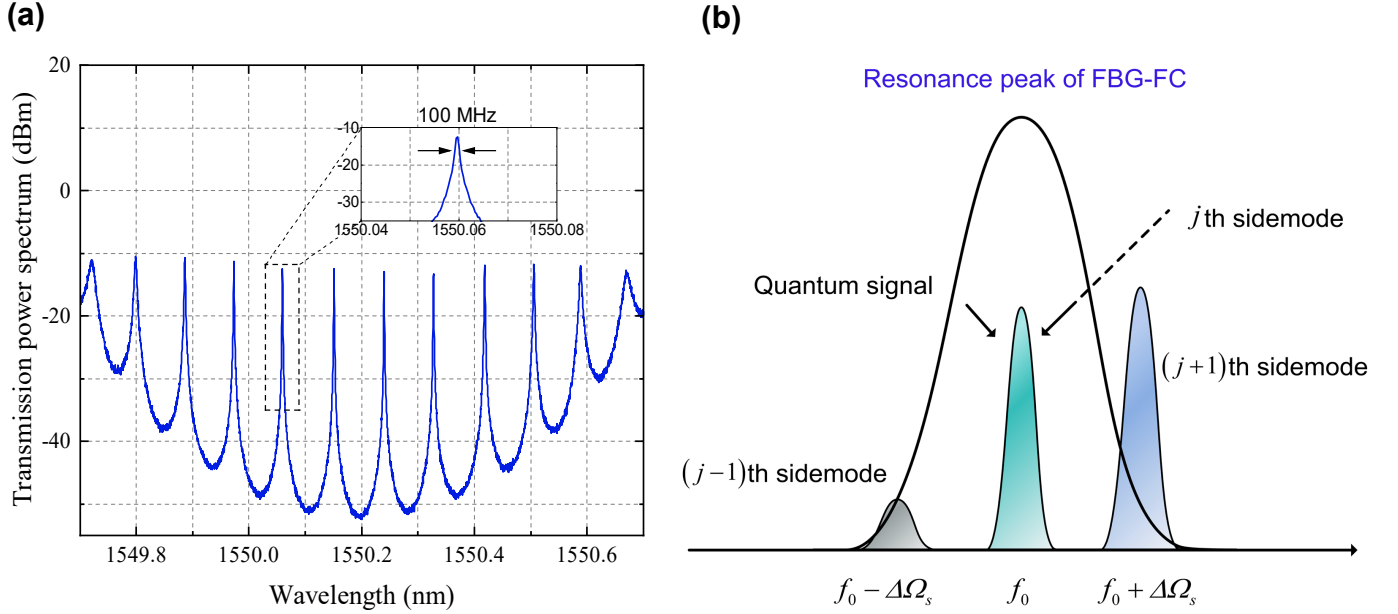 (a)
Transmission power spectrum (dBm)
20
0
-20
-40
1549.8
1550.0
1550.2
1550.4
1550.6
Wavelength (nm)
100 MHz
-10
-20
-30
1550.04
1550.06
1550.08
(b)
Resonance peak of FBG-FC
jth sidemode
Quantum signal
(j+1)th sidemode
(j−1)th sidemode
f₀ − ΔΩₛ
f₀
f₀ + ΔΩₛ